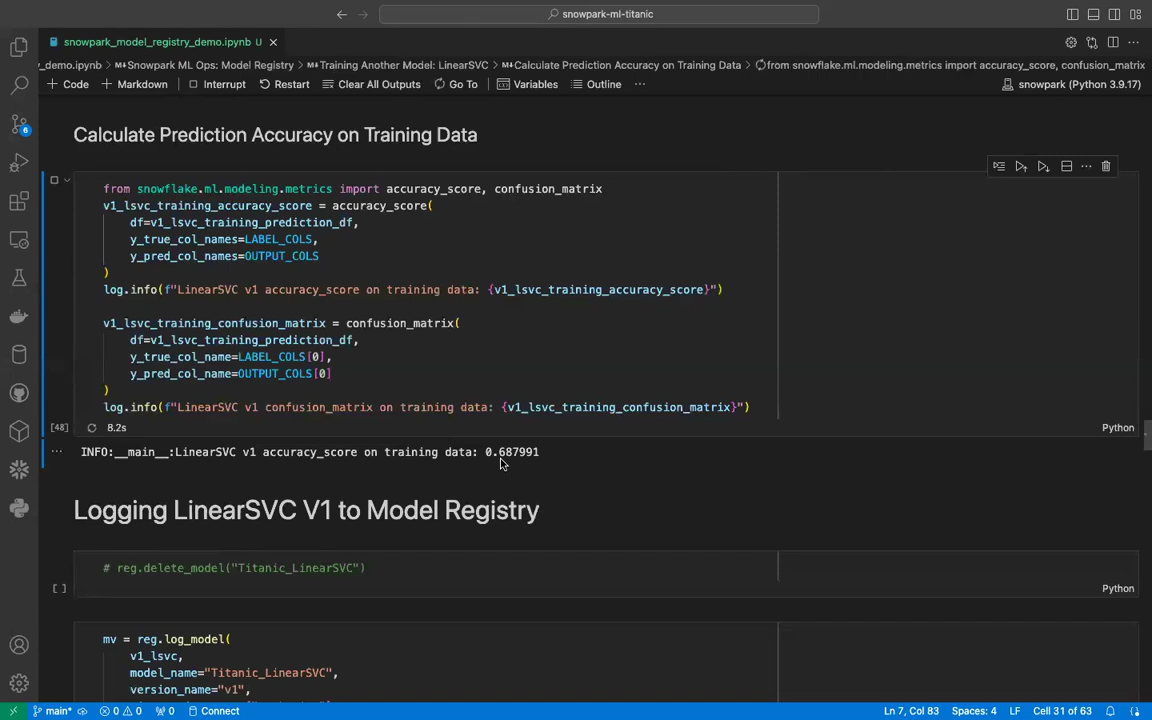 snowpark-ml-titanic
snowpark_model_registry_demo.ipynb U
_demo.ipynb > Snowpark ML Ops: Model Registry > Training Another Model: LinearSVC > Calculate Prediction Accuracy on Training Data > from snowflake.ml.modeling.metrics import accuracy_score, confusion_matrix
+ Code + Markdown Interrupt Restart Clear All Outputs Go To Variables Outline ... snowpark (Python 3.9.17)
Calculate Prediction Accuracy on Training Data
from snowflake.ml.modeling.metrics import accuracy_score, confusion_matrix
v1_lsvc_training_accuracy_score = accuracy_score(
df=v1_lsvc_training_prediction_df,
y_true_col_names=LABEL_COLS,
y_pred_col_names=OUTPUT_COLS
)
log.info(f"LinearSVC v1 accuracy_score on training data: {v1_lsvc_training_accuracy_score}")
v1_lsvc_training_confusion_matrix = confusion_matrix(
df=v1_lsvc_training_prediction_df,
y_true_col_name=LABEL_COLS[0],
y_pred_col_name=OUTPUT_COLS[0]
)
log.info(f"LinearSVC v1 confusion_matrix on training data: {v1_lsvc_training_confusion_matrix}")
[48] 8.2s Python
... INFO:__main__:LinearSVC v1 accuracy_score on training data: 0.687991
Logging LinearSVC V1 to Model Registry
# reg.delete_model("Titanic_LinearSVC")
[ ] Python
mv = reg.log_model(
v1_lsvc,
model_name="Titanic_LinearSVC",
version_name="v1",
6
main* 0 0 0 Connect Ln 7, Col 83 Spaces: 4 LF Cell 31 of 63